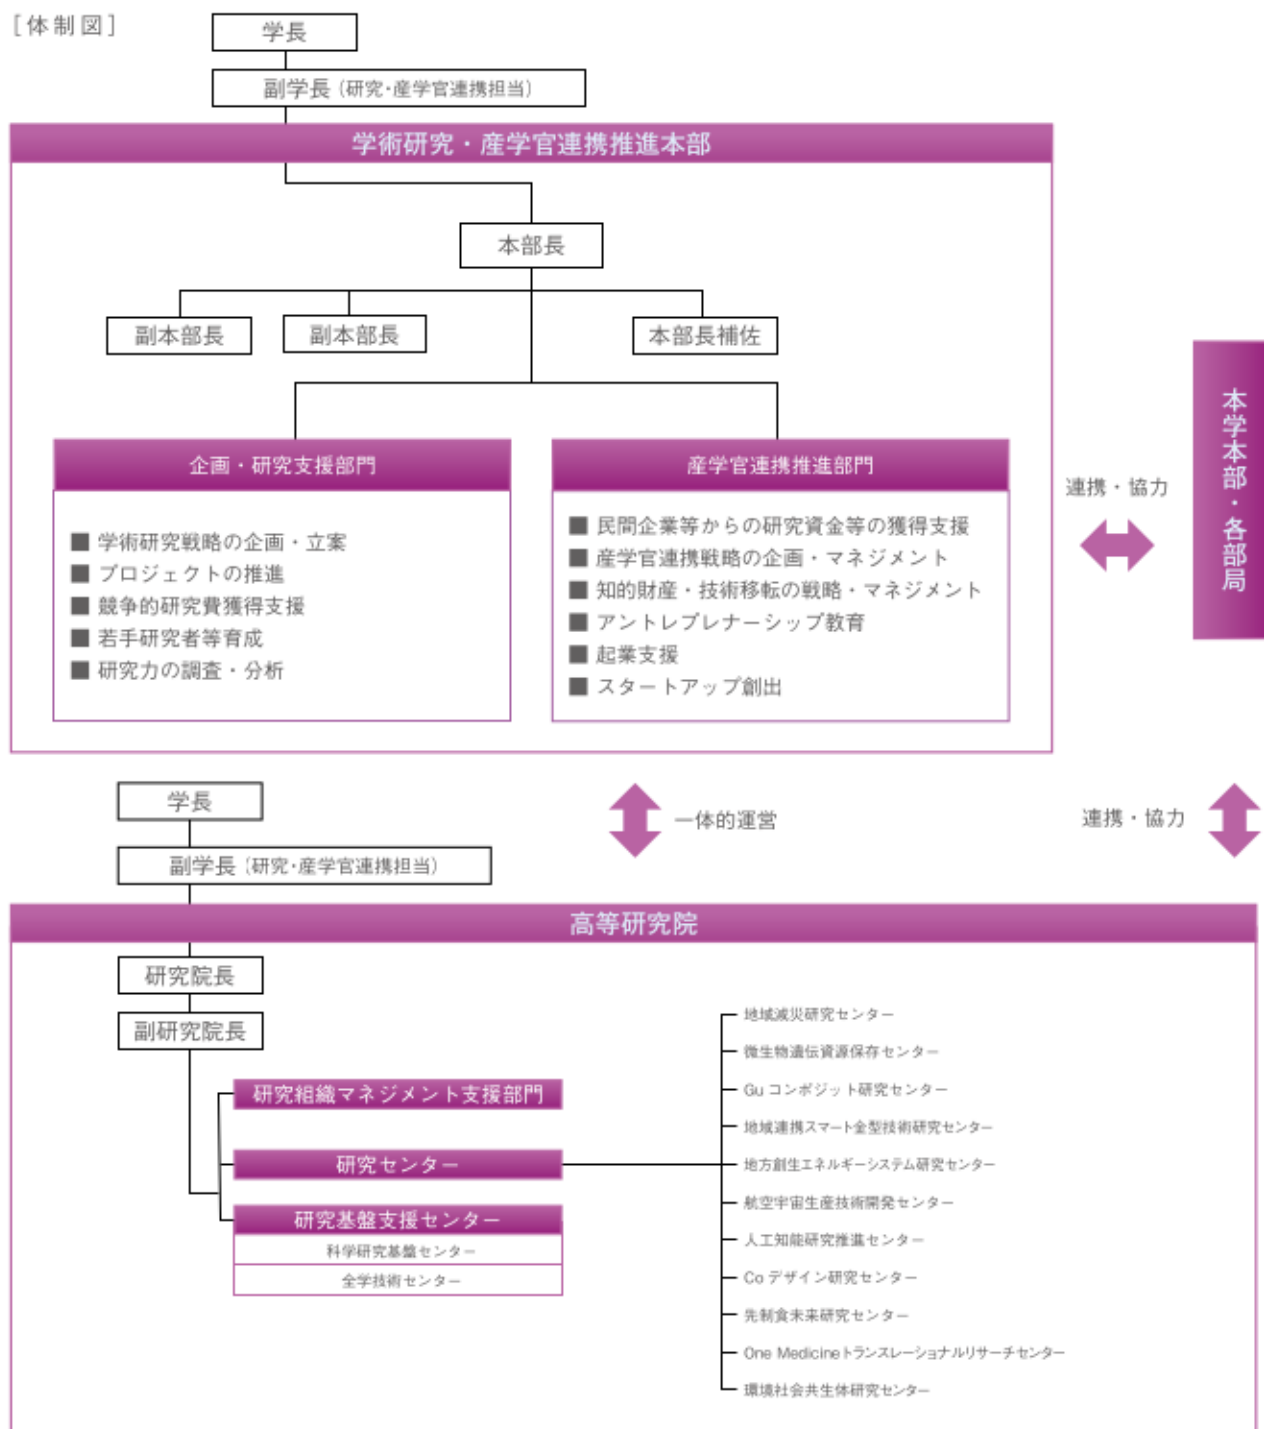 [体制図]
学長
副学長(研究・産学官連携担当)
学術研究・産学官連携推進本部
本部長
副本部長
副本部長
本部長補佐
企画・研究支援部門
■ 学術研究戦略の企画・立案
■ プロジェクトの推進
■ 競争的研究費獲得支援
■ 若手研究者等育成
■ 研究力の調査・分析
産学官連携推進部門
■ 民間企業等からの研究資金等の獲得支援
■ 産学官連携戦略の企画・マネジメント
■ 知的財産・技術移転の戦略・マネジメント
■ アントレプレナーシップ教育
■ 起業支援
■ スタートアップ創出
連携・協力
本学本部・各部局
学長
副学長(研究・産学官連携担当)
一体的運営
連携・協力
高等研究院
研究院長
副研究院長
研究組織マネジメント支援部門
研究センター
研究基盤支援センター
科学研究基盤センター
全学技術センター
地域減災研究センター
微生物遺伝資源保存センター
Gu コンポジット研究センター
地域連携スマート金型技術研究センター
地方創生エネルギーシステム研究センター
航空宇宙生産技術開発センター
人工知能研究推進センター
Co デザイン研究センター
先制食未来研究センター
One Medicineトランスレーショナルリサーチセンター
環境社会共生体研究センター